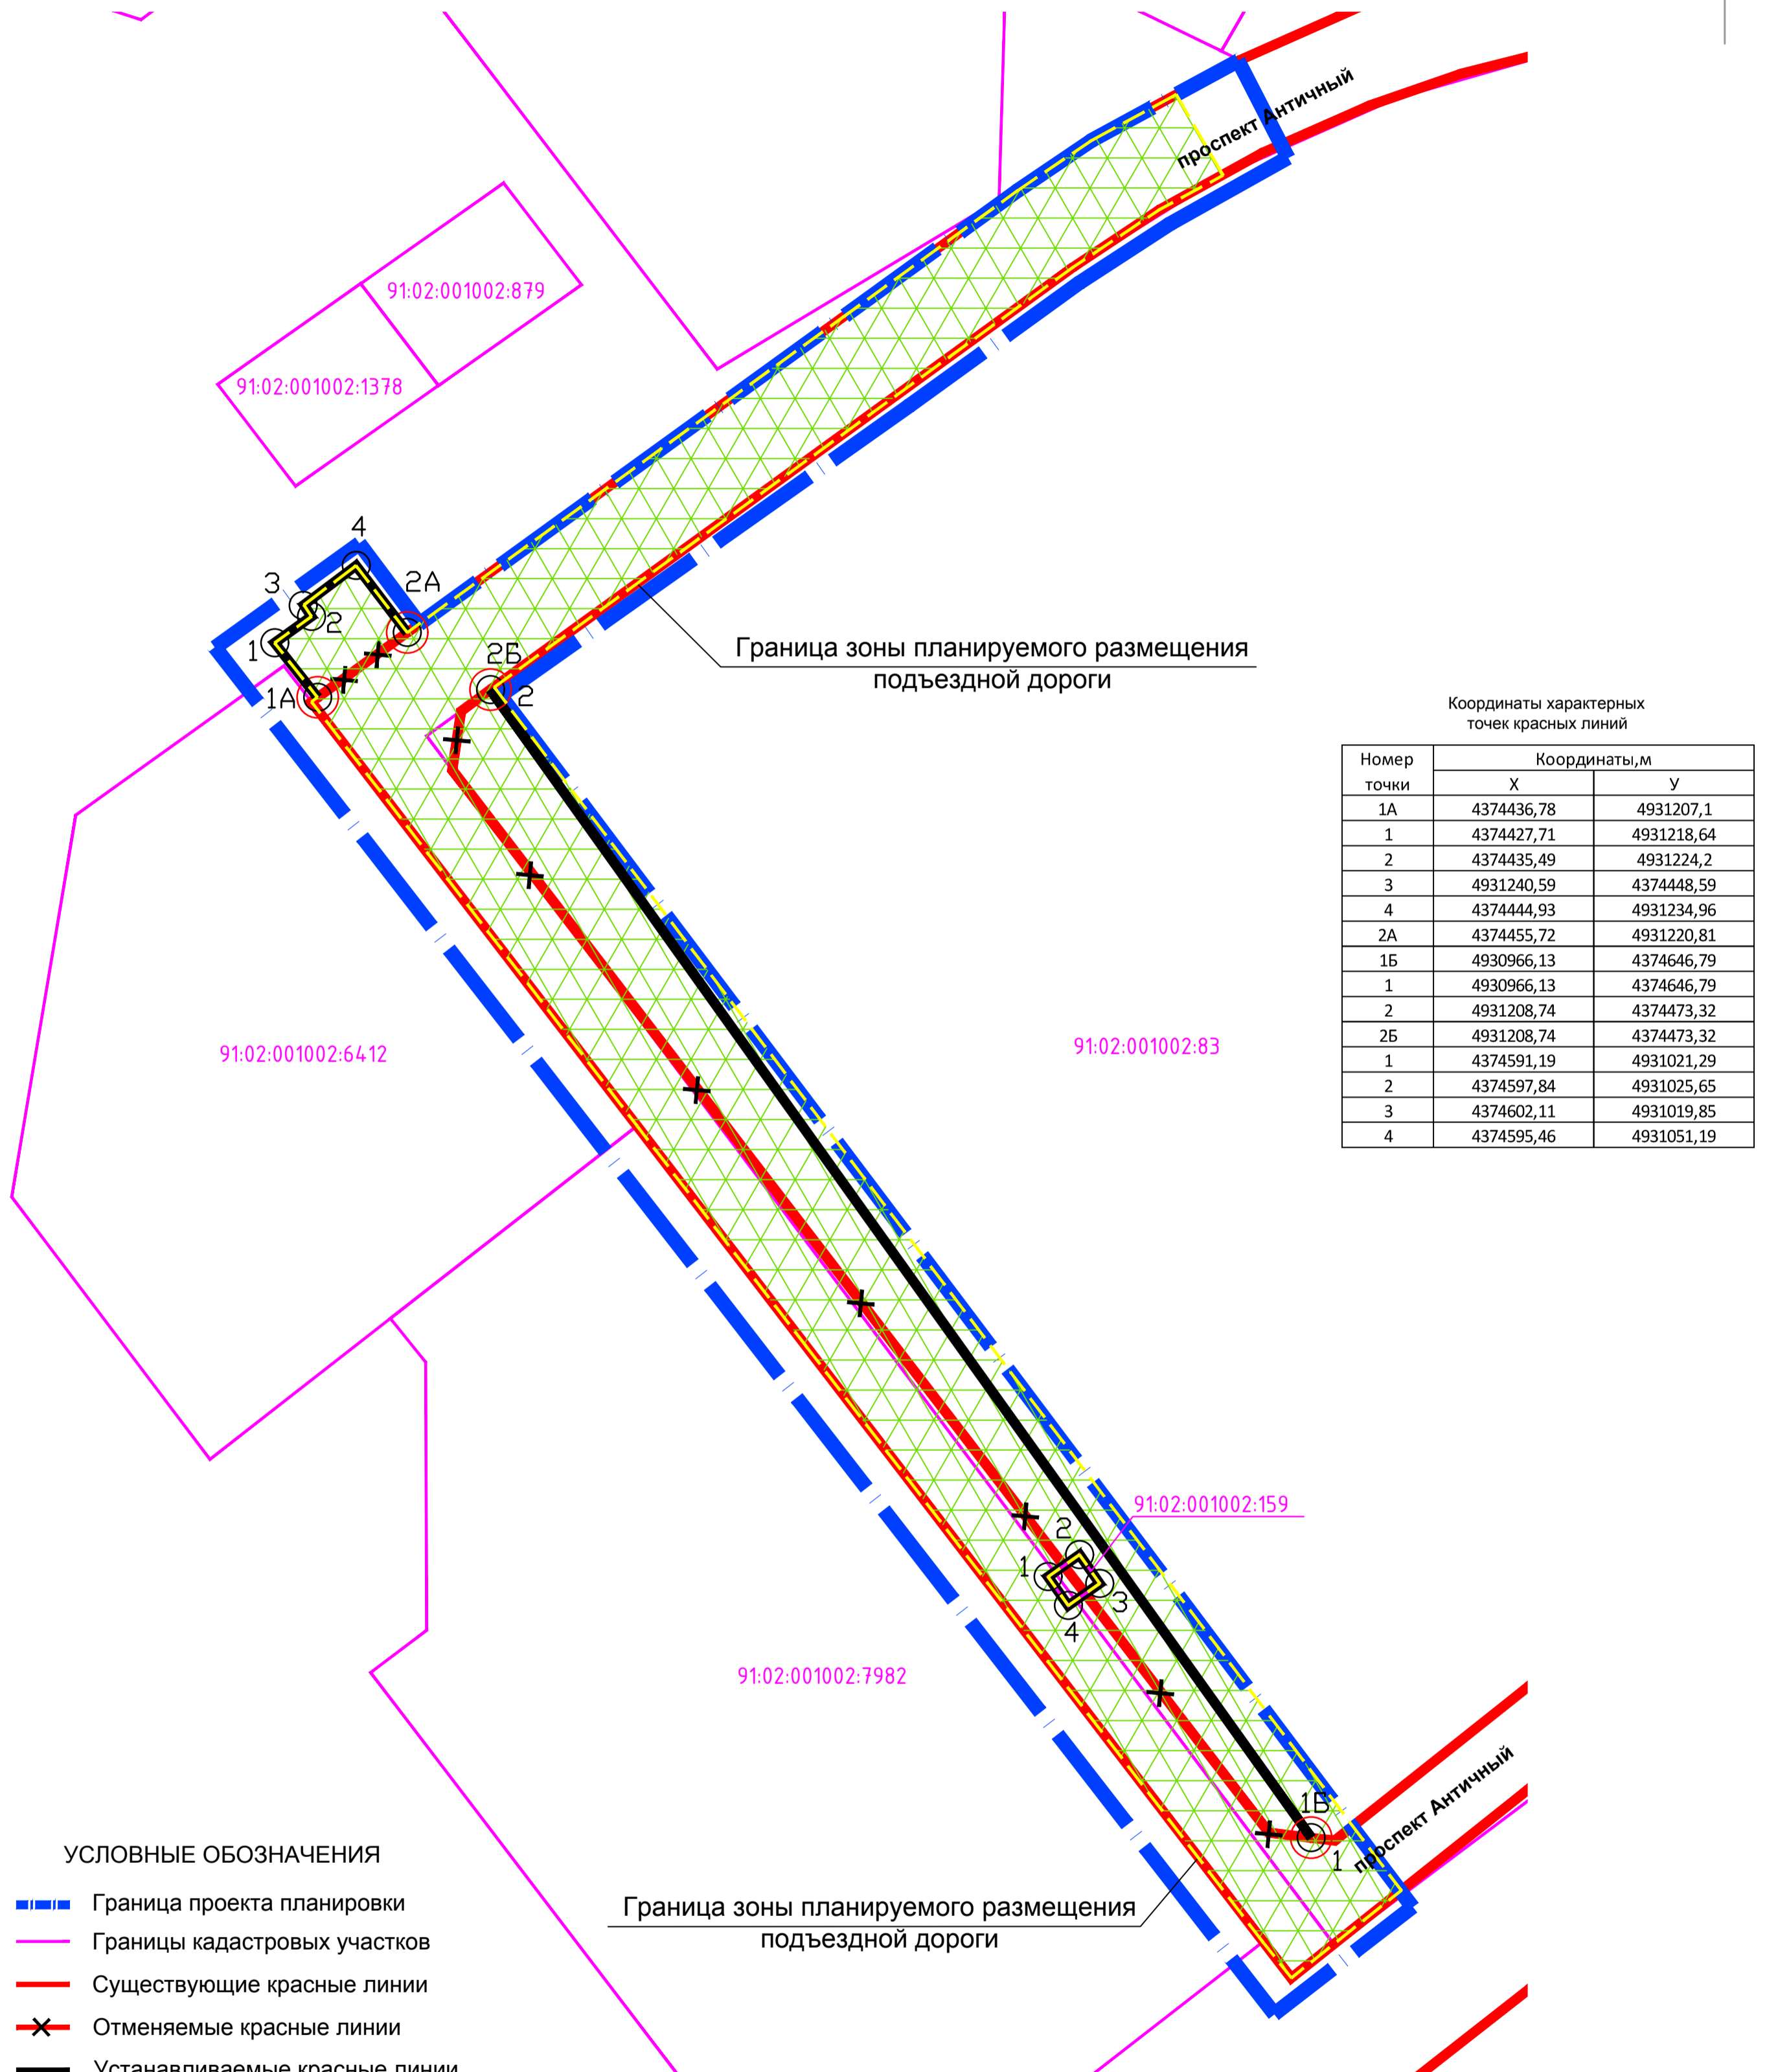 проспект Античный
91:02:001002:879
91:02:001002:1378
4
3
2А
2
1
2Б
1А
2
Граница зоны планируемого размещения
подъездной дороги
Координаты характерных
точек красных линий
Номер точки Координаты,м
Х У
1А 4374436,78 4931207,1
1 4374427,71 4931218,64
2 4374435,49 4931224,2
3 4931240,59 4374448,59
4 4374444,93 4931234,96
2А 4374455,72 4931220,81
1Б 4930966,13 4374646,79
1 4930966,13 4374646,79
2 4931208,74 4374473,32
2Б 4931208,74 4374473,32
1 4374591,19 4931021,29
2 4374597,84 4931025,65
3 4374602,11 4931019,85
4 4374595,46 4931051,19
91:02:001002:6412
91:02:001002:83
91:02:001002:159
2
1
3
4
91:02:001002:7982
1Б
1
проспект Античный
Граница зоны планируемого размещения
подъездной дороги
УСЛОВНЫЕ ОБОЗНАЧЕНИЯ
Граница проекта планировки
Границы кадастровых участков
Существующие красные линии
Отменяемые красные линии
Устанавливаемые красные линии